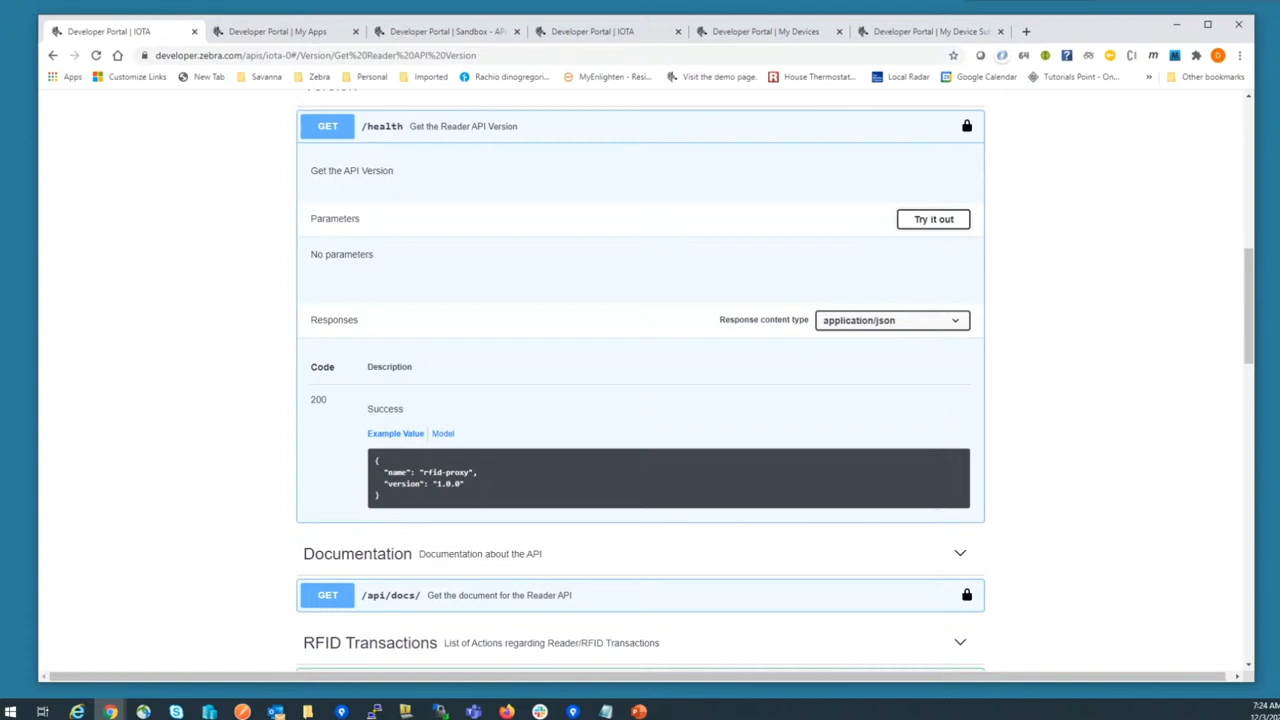 Developer Portal | IOTA
Developer Portal | My Apps
Developer Portal | Sandbox - API
Developer Portal | IOTA
Developer Portal | My Devices
Developer Portal | My Device Sub
developer.zebra.com/apis/iota-0#/Version/Get%20Reader%20API%20Version
Apps
Customize Links
New Tab
Savanna
Zebra
Personal
Imported
Rachio dinogregori...
MyEnlighten - Resi...
Visit the demo page.
House Thermostat...
Local Radar
Google Calendar
Tutorials Point - On...
»
Other bookmarks
GET /health Get the Reader API Version
Get the API Version
Parameters
Try it out
No parameters
Responses
Response content type
application/json
Code Description
200 Success
Example Value | Model
{
"name": "rfid-proxy",
"version": "1.0.0"
}
Documentation Documentation about the API
GET /api/docs/ Get the document for the Reader API
RFID Transactions List of Actions regarding Reader/RFID Transactions
7:24 AM